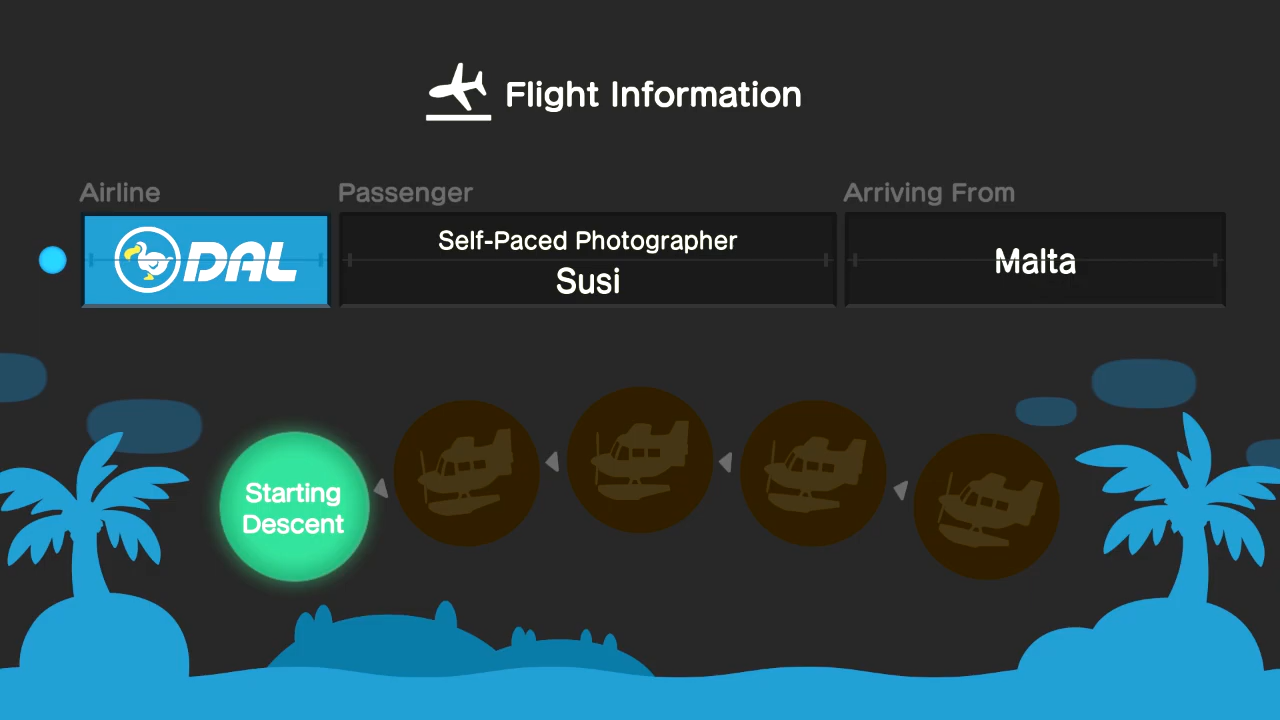 Flight Information
Airline
Passenger
Arriving From
DAL
Self-Paced Photographer
Susi
Malta
Starting
Descent